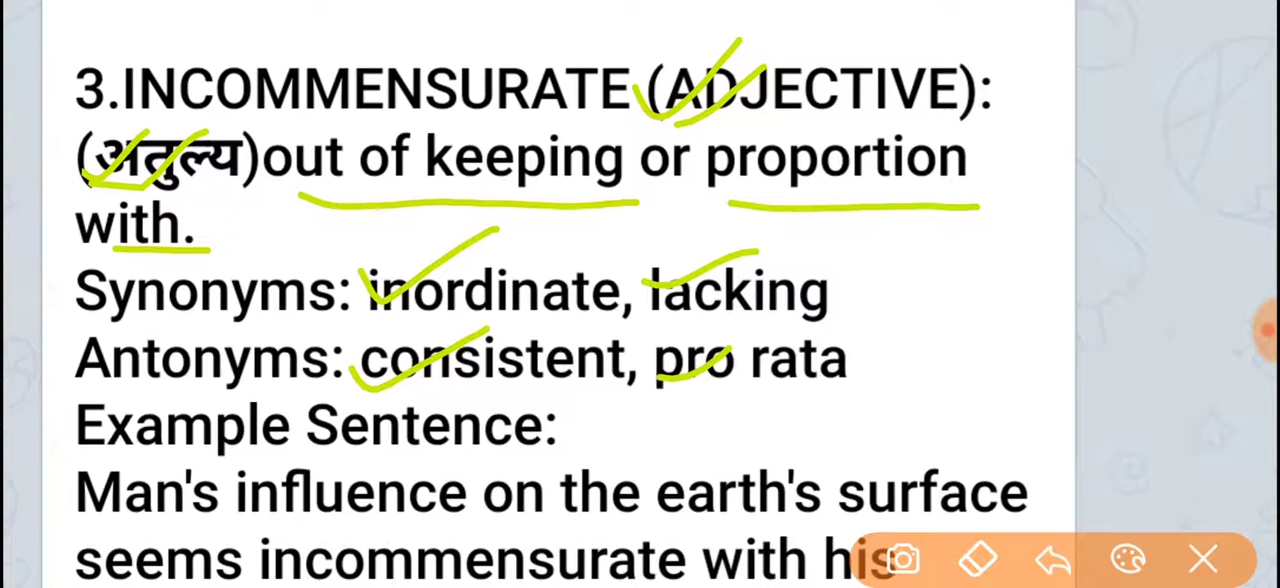 3.INCOMMENSURATE (ADJECTIVE):
(अतुल्य)out of keeping or proportion
with.
Synonyms: inordinate, lacking
Antonyms: consistent, pro rata
Example Sentence:
Man's influence on the earth's surface
seems incommensurate with his